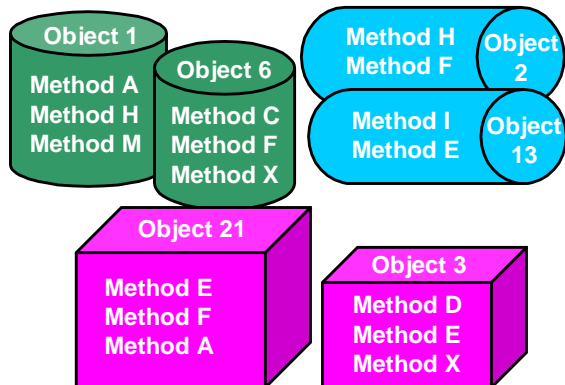 Object 1
Method A
Method H
Method M
Object 6
Method C
Method F
Method X
Method H
Method F
Object
2
Method I
Method E
Object
13
Object 21
Method E
Method F
Method A
Object 3
Method D
Method E
Method X